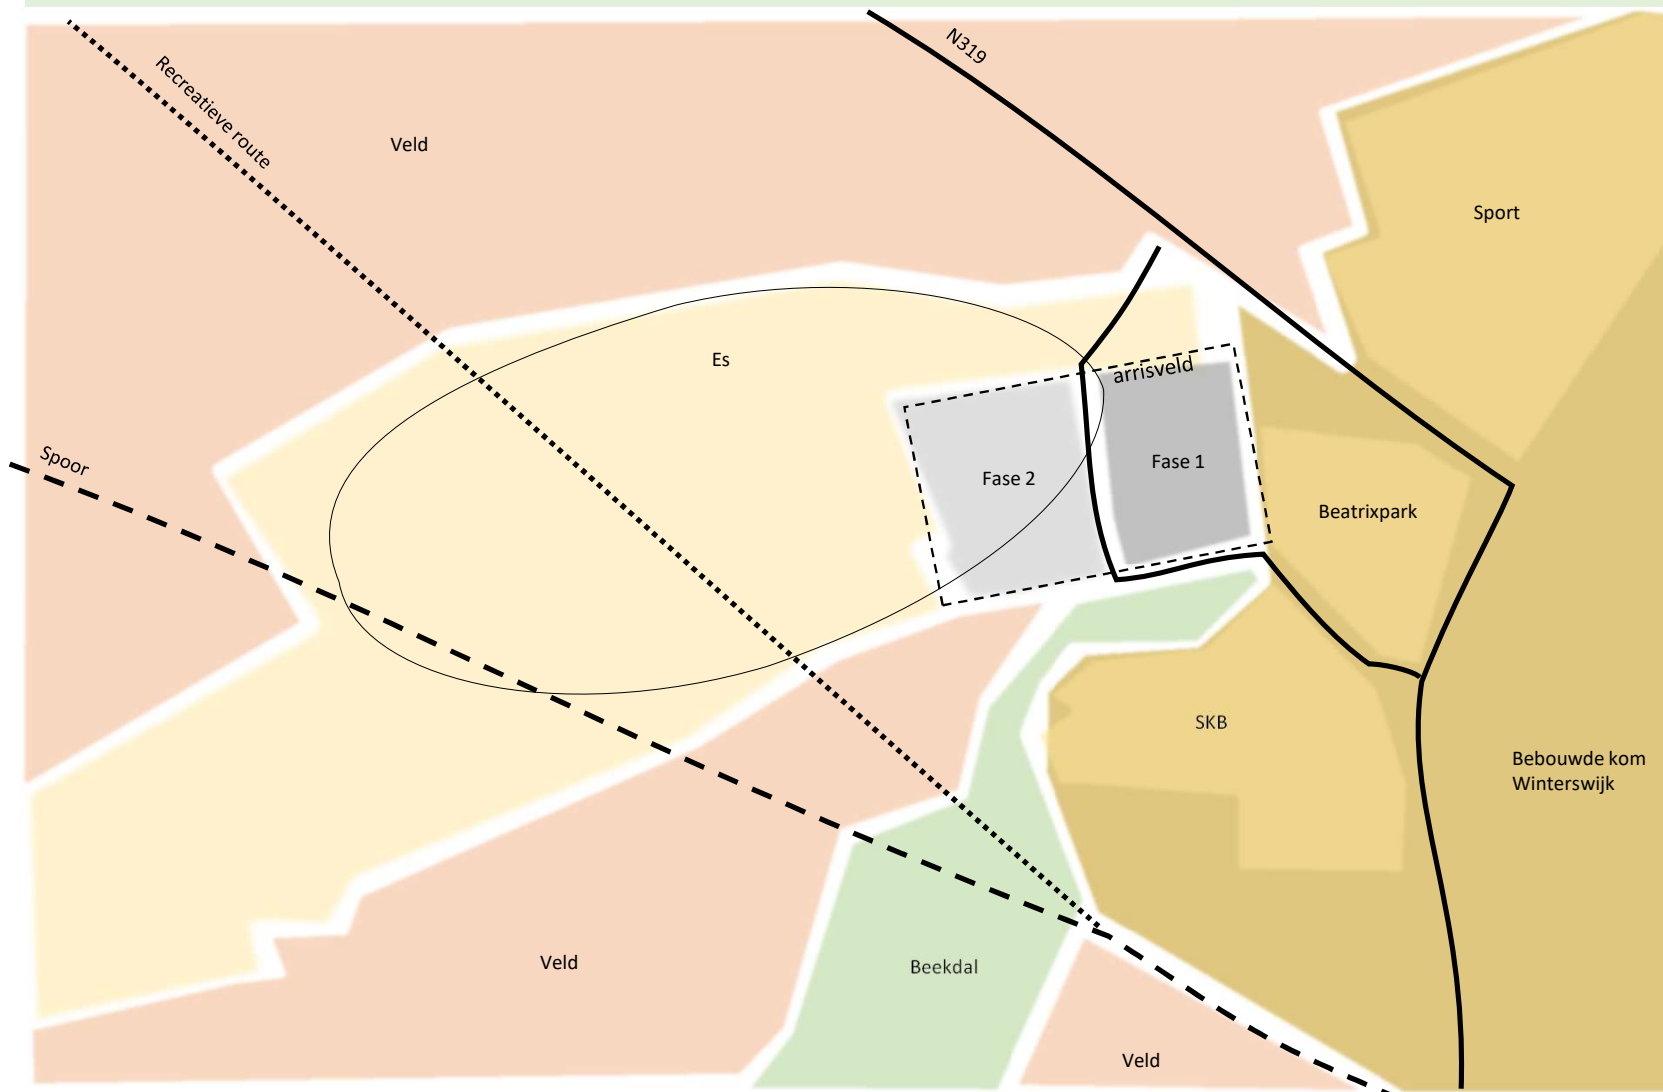 N319
Recreatieve route
Veld
Sport
Es
arrisveld
Spoor
Fase 1
Fase 2
Beatrixpark
SKB
Bebouwde kom
Winterswijk
Veld
Beekdal
Veld